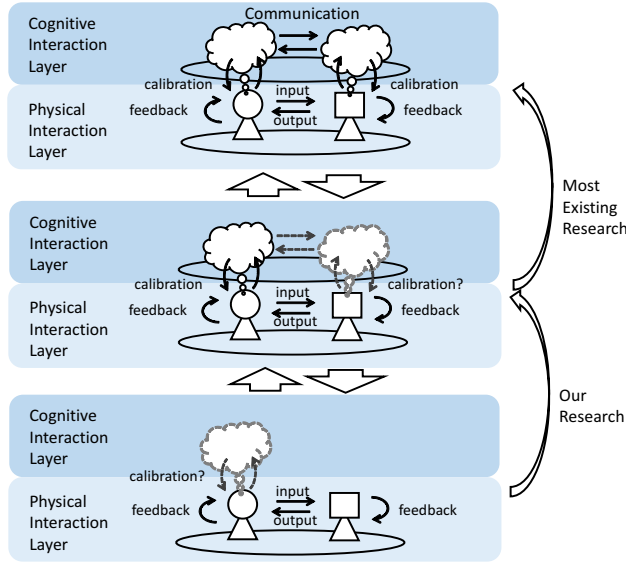 Communication
Cognitive
Interaction
Layer
calibration
calibration
Physical
Interaction
Layer
feedback
input
output
feedback
Cognitive
Interaction
Layer
calibration
calibration?
Physical
Interaction
Layer
feedback
input
output
feedback
Most
Existing
Research
Cognitive
Interaction
Layer
calibration?
Physical
Interaction
Layer
feedback
input
output
feedback
Our
Research